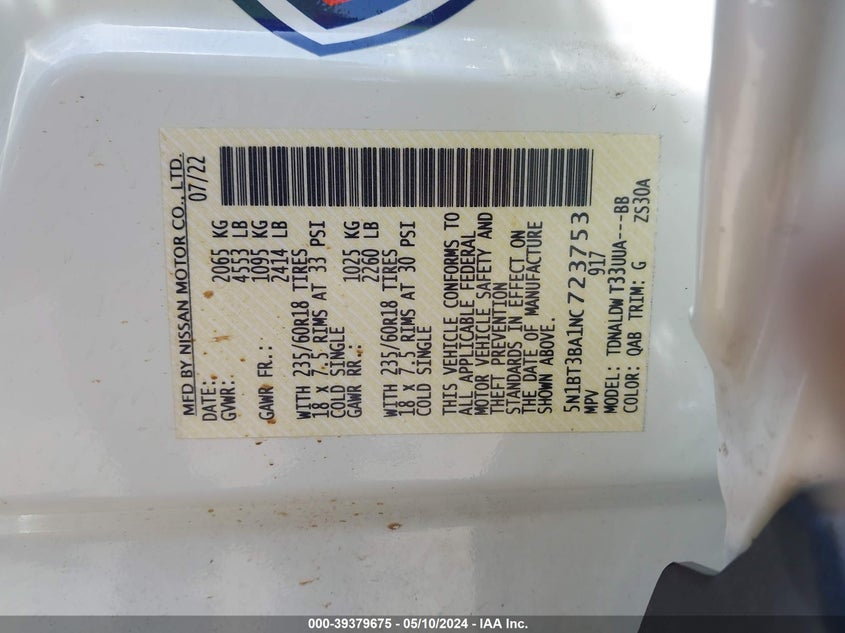 MFD BY NISSAN MOTOR CO., LTD.
DATE: 07/22
GVWR: 2065 KG
4553 LB
GAWR FR.: 1095 KG
2414 LB
WITH 235/60R18 TIRES
18 X 7.5 RIMS AT 33 PSI
COLD SINGLE
GAWR RR.: 1025 KG
2260 LB
WITH 235/60R18 TIRES
18 X 7.5 RIMS AT 30 PSI
COLD SINGLE
THIS VEHICLE CONFORMS TO
ALL APPLICABLE FEDERAL
MOTOR VEHICLE SAFETY AND
THEFT PREVENTION
STANDARDS IN EFFECT ON
THE DATE OF MANUFACTURE
SHOWN ABOVE.
5N1BT3BA1NC723753
MPV 917
MODEL: TDNALDW T33UUA---BB
COLOR: QAB TRIM: G ZS30A
000-39379675 - 05/10/2024 - IAA Inc.